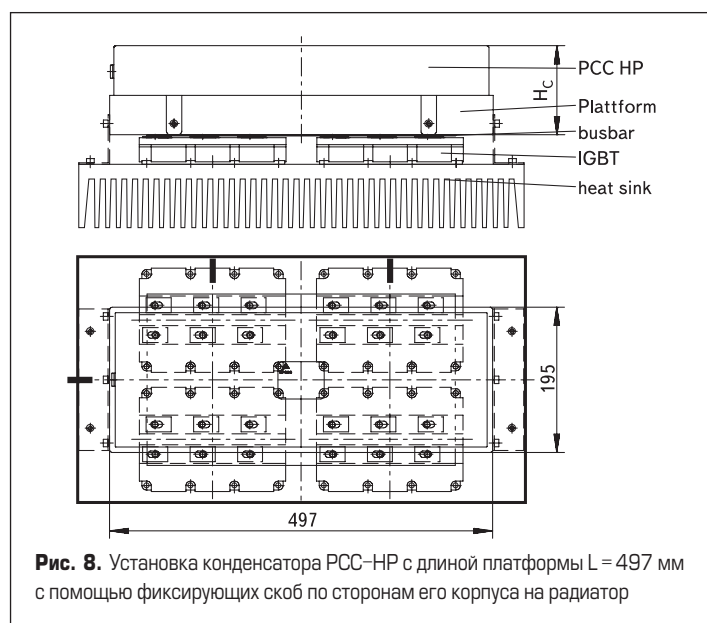 PCC HP
H_C
Plattform
busbar
IGBT
heat sink
195
497
Рис. 8. Установка конденсатора PCC-HP с длиной платформы L = 497 мм
с помощью фиксирующих скоб по сторонам его корпуса на радиатор